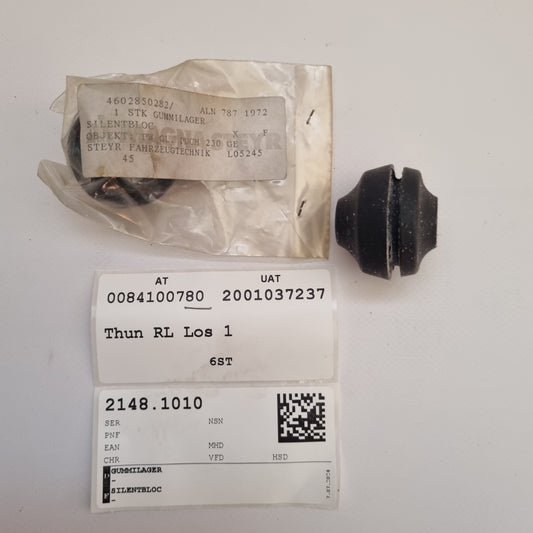 4602850282/ ALN 787 1972
1 STK GUMMILAGER
SILENTBLOC X F
OBJEKT: PW GL. PUCH 230 GE
STEYR FAHRZEUGTECHNIK L05245
45
STEYR
AT UAT
0084100780 2001037237
Thun RL Los 1
6ST
2148.1010
SER NSN
PNF
EAN MHD
CHR VFD HSD
D GUMMILAGER
-
F SILENTBLOC
-